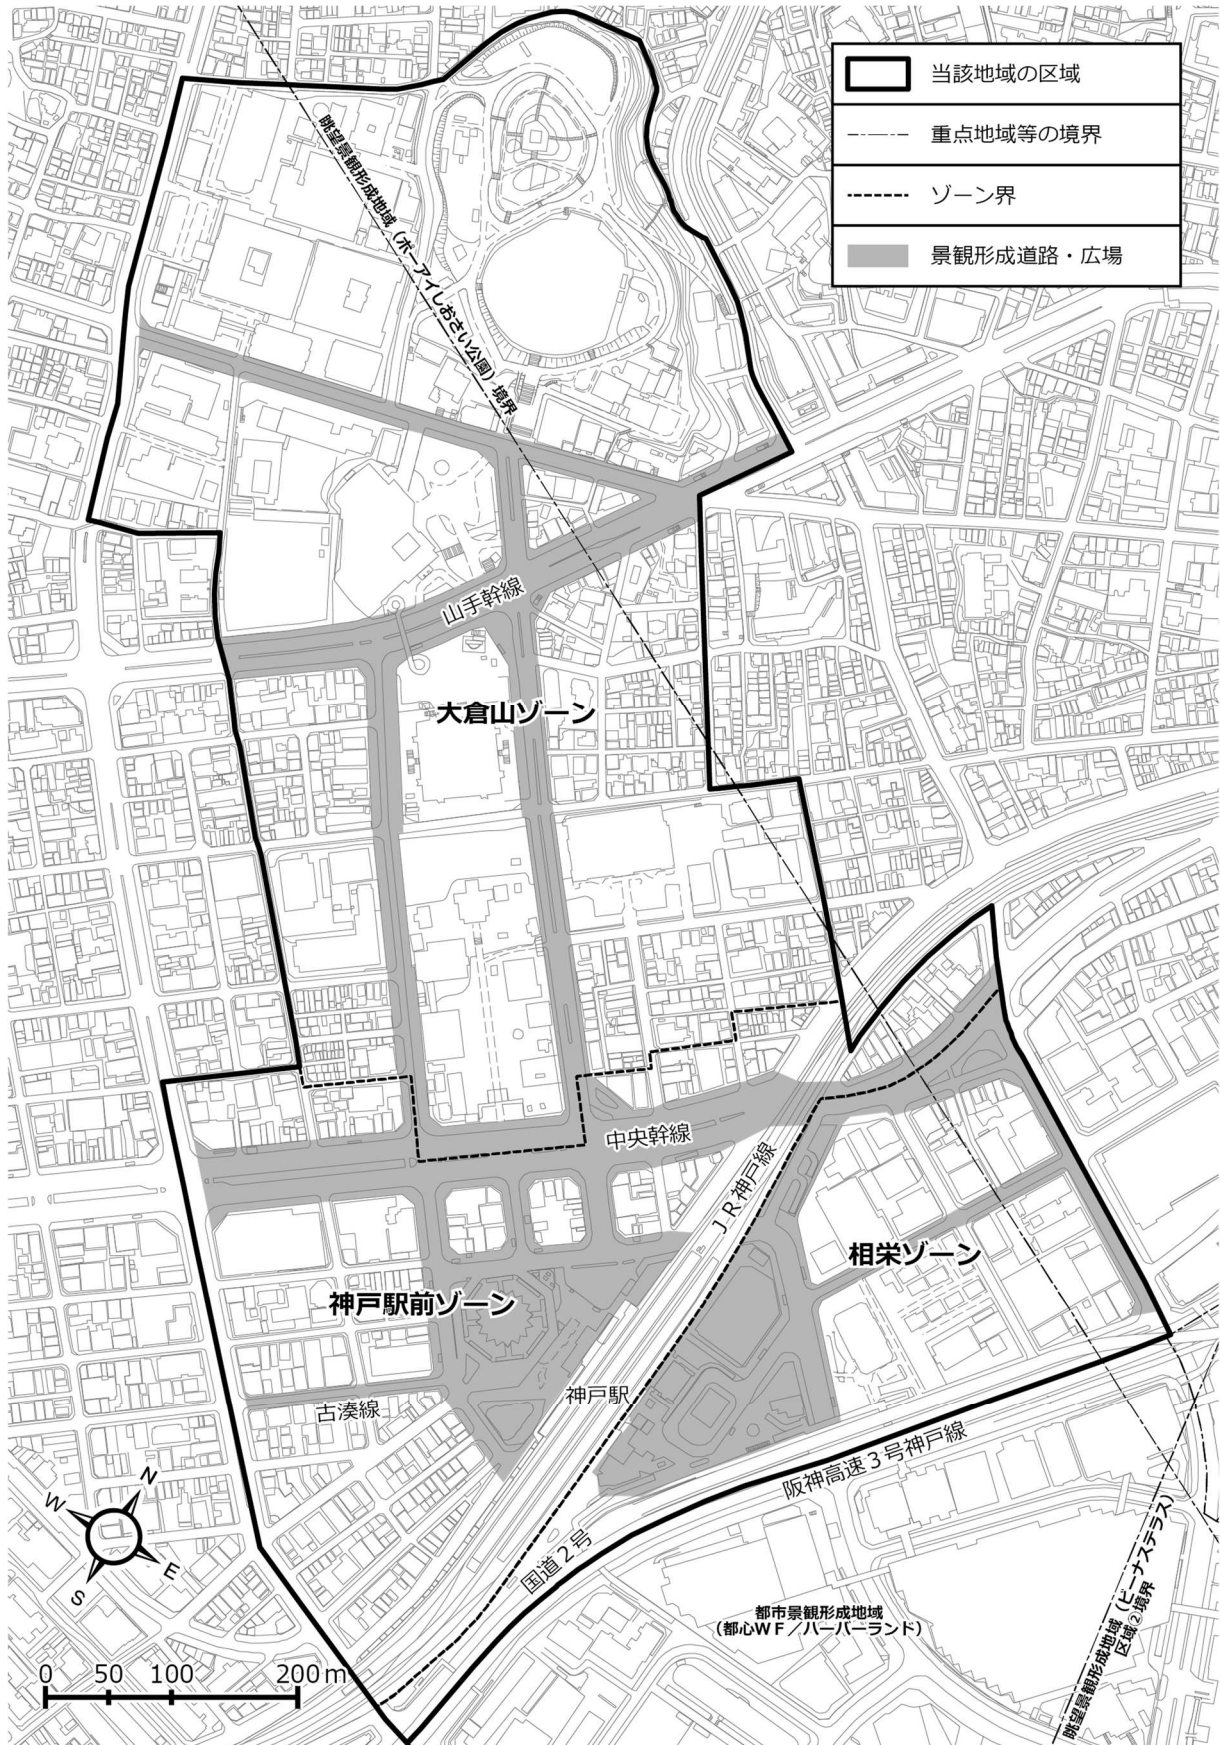 当該地域の区域
重点地域等の境界
ゾーン界
景観形成道路・広場
眺望景観形成地域（ポーアイしおさい公園）境界
山手幹線
大倉山ゾーン
中央幹線
ＪＲ神戸線
相栄ゾーン
神戸駅前ゾーン
神戸駅
古湊線
阪神高速３号神戸線
国道２号
N
W
E
S
都市景観形成地域
（都心ＷＦ／ハーバーランド）
眺望景観形成地域（ビーナステラス）
区域②境界
0 50 100 200m